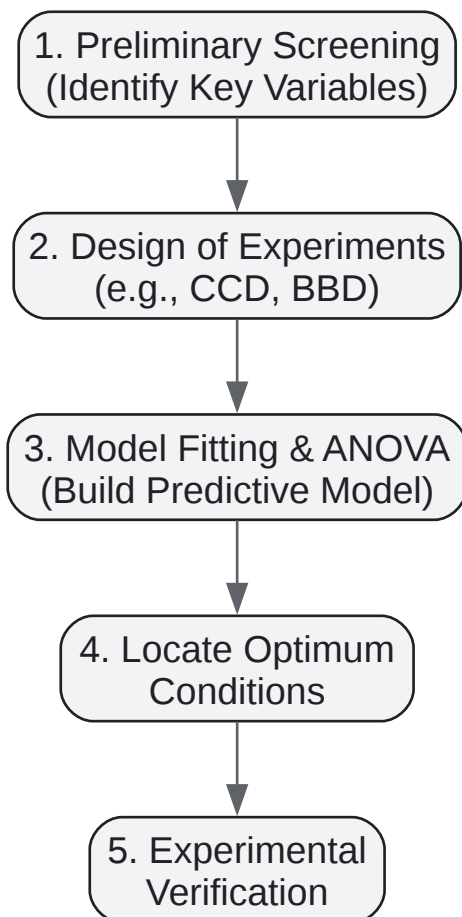 1. Preliminary Screening
(Identify Key Variables)
2. Design of Experiments
(e.g., CCD, BBD)
3. Model Fitting & ANOVA
(Build Predictive Model)
4. Locate Optimum
Conditions
5. Experimental
Verification